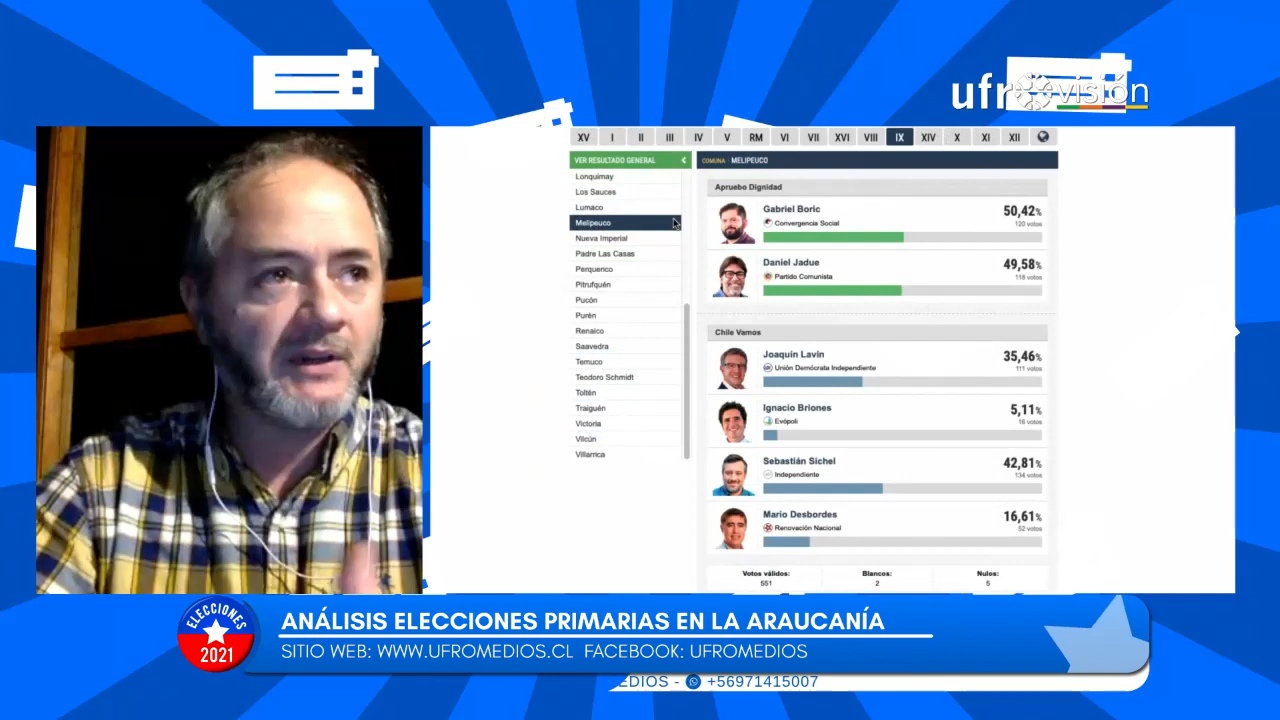 ufro visión
XV I II III IV V RM VI VII XVI VIII IX XIV X XI XII
VER RESULTADO GENERAL
Lonquimay
Los Sauces
Lumaco
Melipeuco
Nueva Imperial
Padre Las Casas
Perquenco
Pitrufquén
Pucón
Purén
Renaico
Saavedra
Temuco
Teodoro Schmidt
Toltén
Traiguén
Victoria
Vilcún
Villarrica
COMUNA MELIPEUCO
Apruebo Dignidad
Gabriel Boric 50,42%
Convergencia Social 120 votos
Daniel Jadue 49,58%
Partido Comunista 118 votos
Chile Vamos
Joaquín Lavín 35,46%
Unión Demócrata Independiente 111 votos
Ignacio Briones 5,11%
Evópoli 16 votos
Sebastián Sichel 42,81%
Independiente 134 votos
Mario Desbordes 16,61%
Renovación Nacional 52 votos
Votos válidos: Blancos: Nulos:
551 2 5
ELECCIONES
2021
ANÁLISIS ELECCIONES PRIMARIAS EN LA ARAUCANÍA
SITIO WEB: WWW.UFROMEDIOS.CL FACEBOOK: UFROMEDIOS
EDIOS - +56971415007